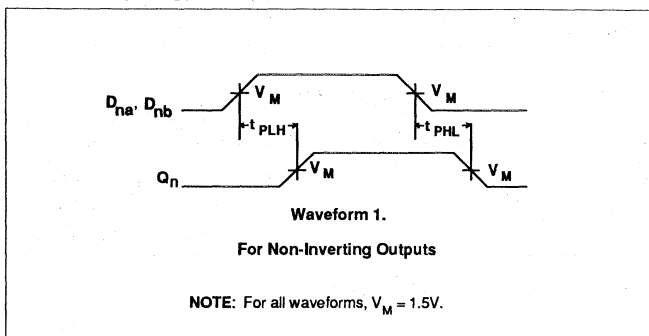 Dna, Dnb
VM
VM
tPLH
tPHL
Qn
VM
VM
Waveform 1.
For Non-Inverting Outputs
NOTE: For all waveforms, VM = 1.5V.